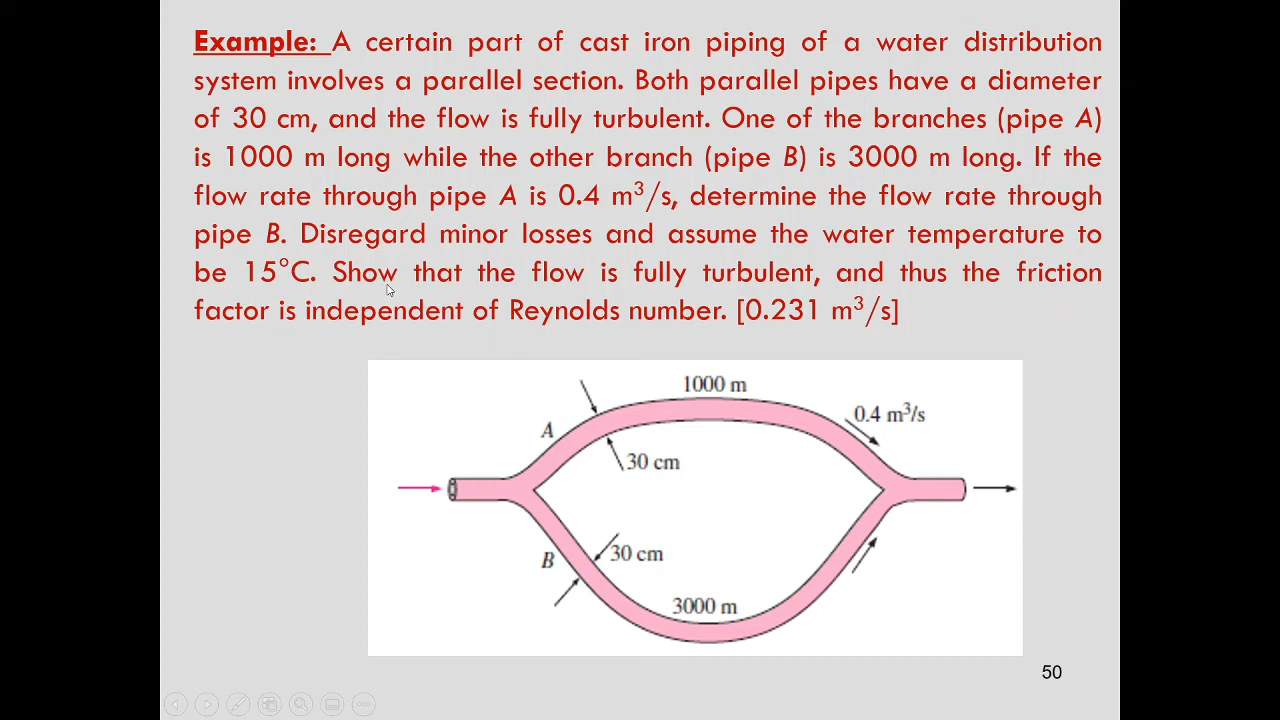 Example: A certain part of cast iron piping of a water distribution
system involves a parallel section. Both parallel pipes have a diameter
of 30 cm, and the flow is fully turbulent. One of the branches (pipe A)
is 1000 m long while the other branch (pipe B) is 3000 m long. If the
flow rate through pipe A is 0.4 m³/s, determine the flow rate through
pipe B. Disregard minor losses and assume the water temperature to
be 15°C. Show that the flow is fully turbulent, and thus the friction
factor is independent of Reynolds number. [0.231 m³/s]
1000 m
0.4 m³/s
A
30 cm
30 cm
B
3000 m
50